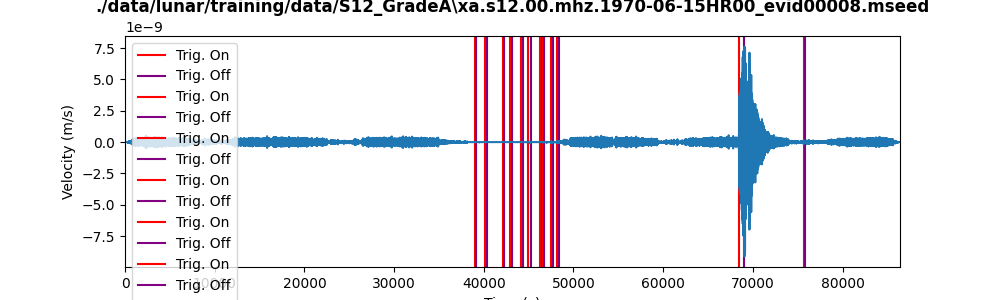 ./data/lunar/training/data/S12_GradeA\xa.s12.00.mhz.1970-06-15HR00_evid00008.mseed
1e−9
7.5
5.0
2.5
0.0
−2.5
−5.0
−7.5
Velocity (m/s)
Trig. On
Trig. Off
Trig. On
Trig. Off
Trig. On
Trig. Off
Trig. On
Trig. Off
Trig. On
Trig. Off
Trig. On
Trig. Off
0 10000 20000 30000 40000 50000 60000 70000 80000